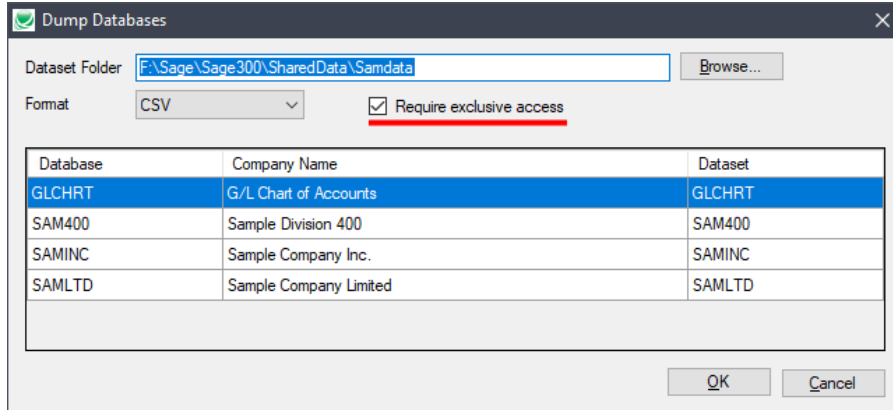 Dump Databases
Dataset Folder F:\Sage\Sage300\SharedData\Samdata Browse...
Format CSV Require exclusive access
Database Company Name Dataset
GLCHRT G/L Chart of Accounts GLCHRT
SAM400 Sample Division 400 SAM400
SAMINC Sample Company Inc. SAMINC
SAMLTD Sample Company Limited SAMLTD
OK Cancel